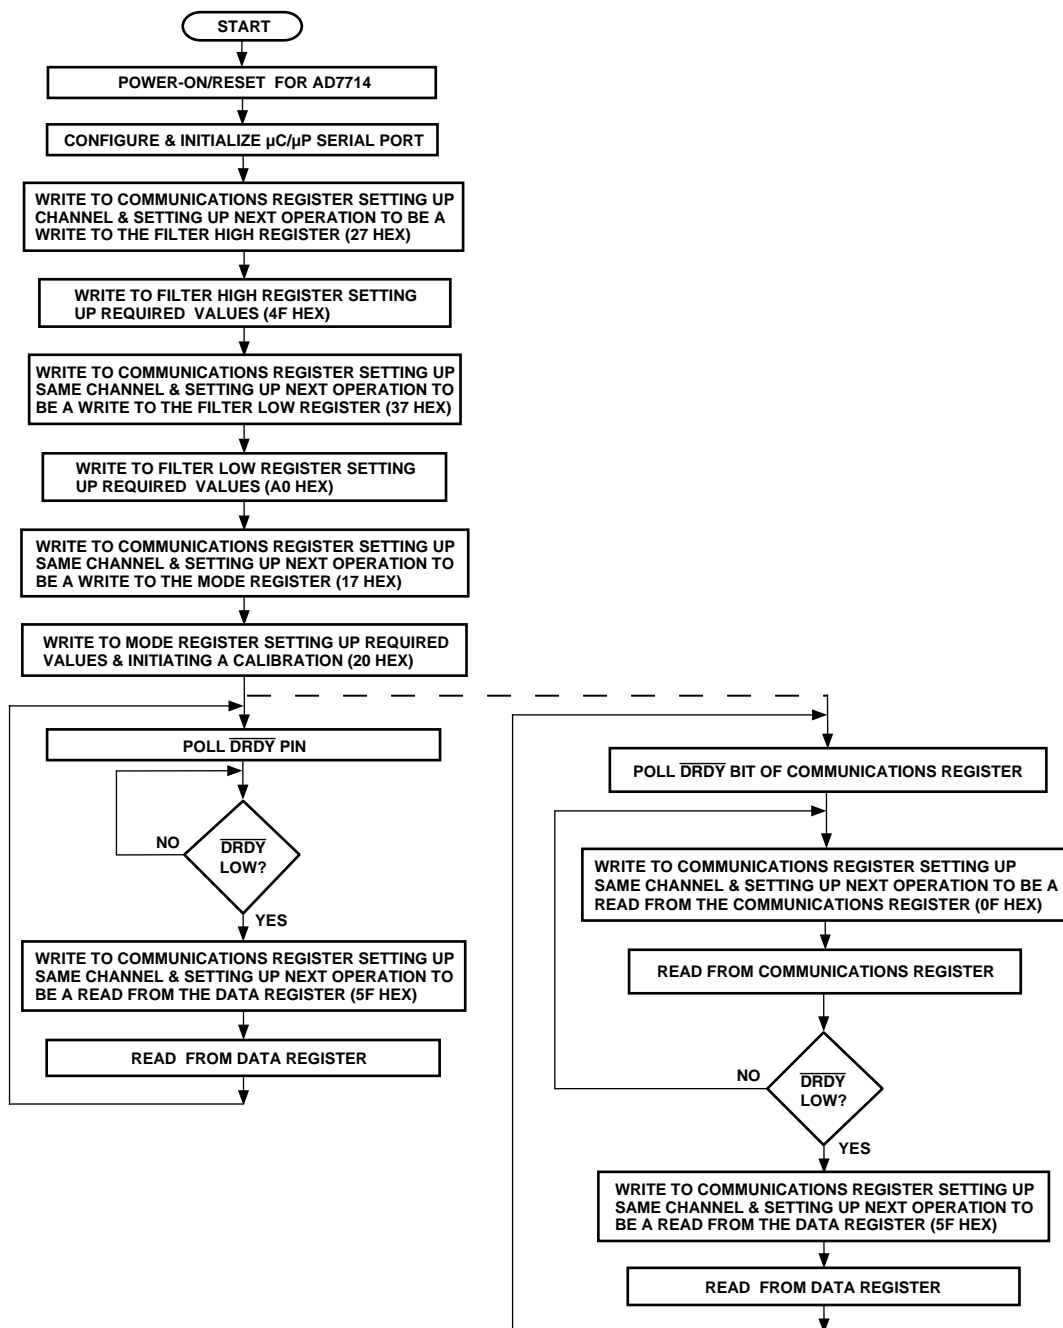 START
POWER-ON/RESET FOR AD7714
CONFIGURE & INITIALIZE µC/µP SERIAL PORT
WRITE TO COMMUNICATIONS REGISTER SETTING UP
CHANNEL & SETTING UP NEXT OPERATION TO BE A
WRITE TO THE FILTER HIGH REGISTER (27 HEX)
WRITE TO FILTER HIGH REGISTER SETTING
UP REQUIRED VALUES (4F HEX)
WRITE TO COMMUNICATIONS REGISTER SETTING UP
SAME CHANNEL & SETTING UP NEXT OPERATION TO
BE A WRITE TO THE FILTER LOW REGISTER (37 HEX)
WRITE TO FILTER LOW REGISTER SETTING
UP REQUIRED VALUES (A0 HEX)
WRITE TO COMMUNICATIONS REGISTER SETTING UP
SAME CHANNEL & SETTING UP NEXT OPERATION TO
BE A WRITE TO THE MODE REGISTER (17 HEX)
WRITE TO MODE REGISTER SETTING UP REQUIRED
VALUES & INITIATING A CALIBRATION (20 HEX)
POLL DRDY PIN
NO
DRDY
LOW?
YES
WRITE TO COMMUNICATIONS REGISTER SETTING UP
SAME CHANNEL & SETTING UP NEXT OPERATION TO
BE A READ FROM THE DATA REGISTER (5F HEX)
READ FROM DATA REGISTER
POLL DRDY BIT OF COMMUNICATIONS REGISTER
WRITE TO COMMUNICATIONS REGISTER SETTING UP
SAME CHANNEL & SETTING UP NEXT OPERATION TO BE A
READ FROM THE COMMUNICATIONS REGISTER (0F HEX)
READ FROM COMMUNICATIONS REGISTER
NO
DRDY
LOW?
YES
WRITE TO COMMUNICATIONS REGISTER SETTING UP
SAME CHANNEL & SETTING UP NEXT OPERATION TO
BE A READ FROM THE DATA REGISTER (5F HEX)
READ FROM DATA REGISTER